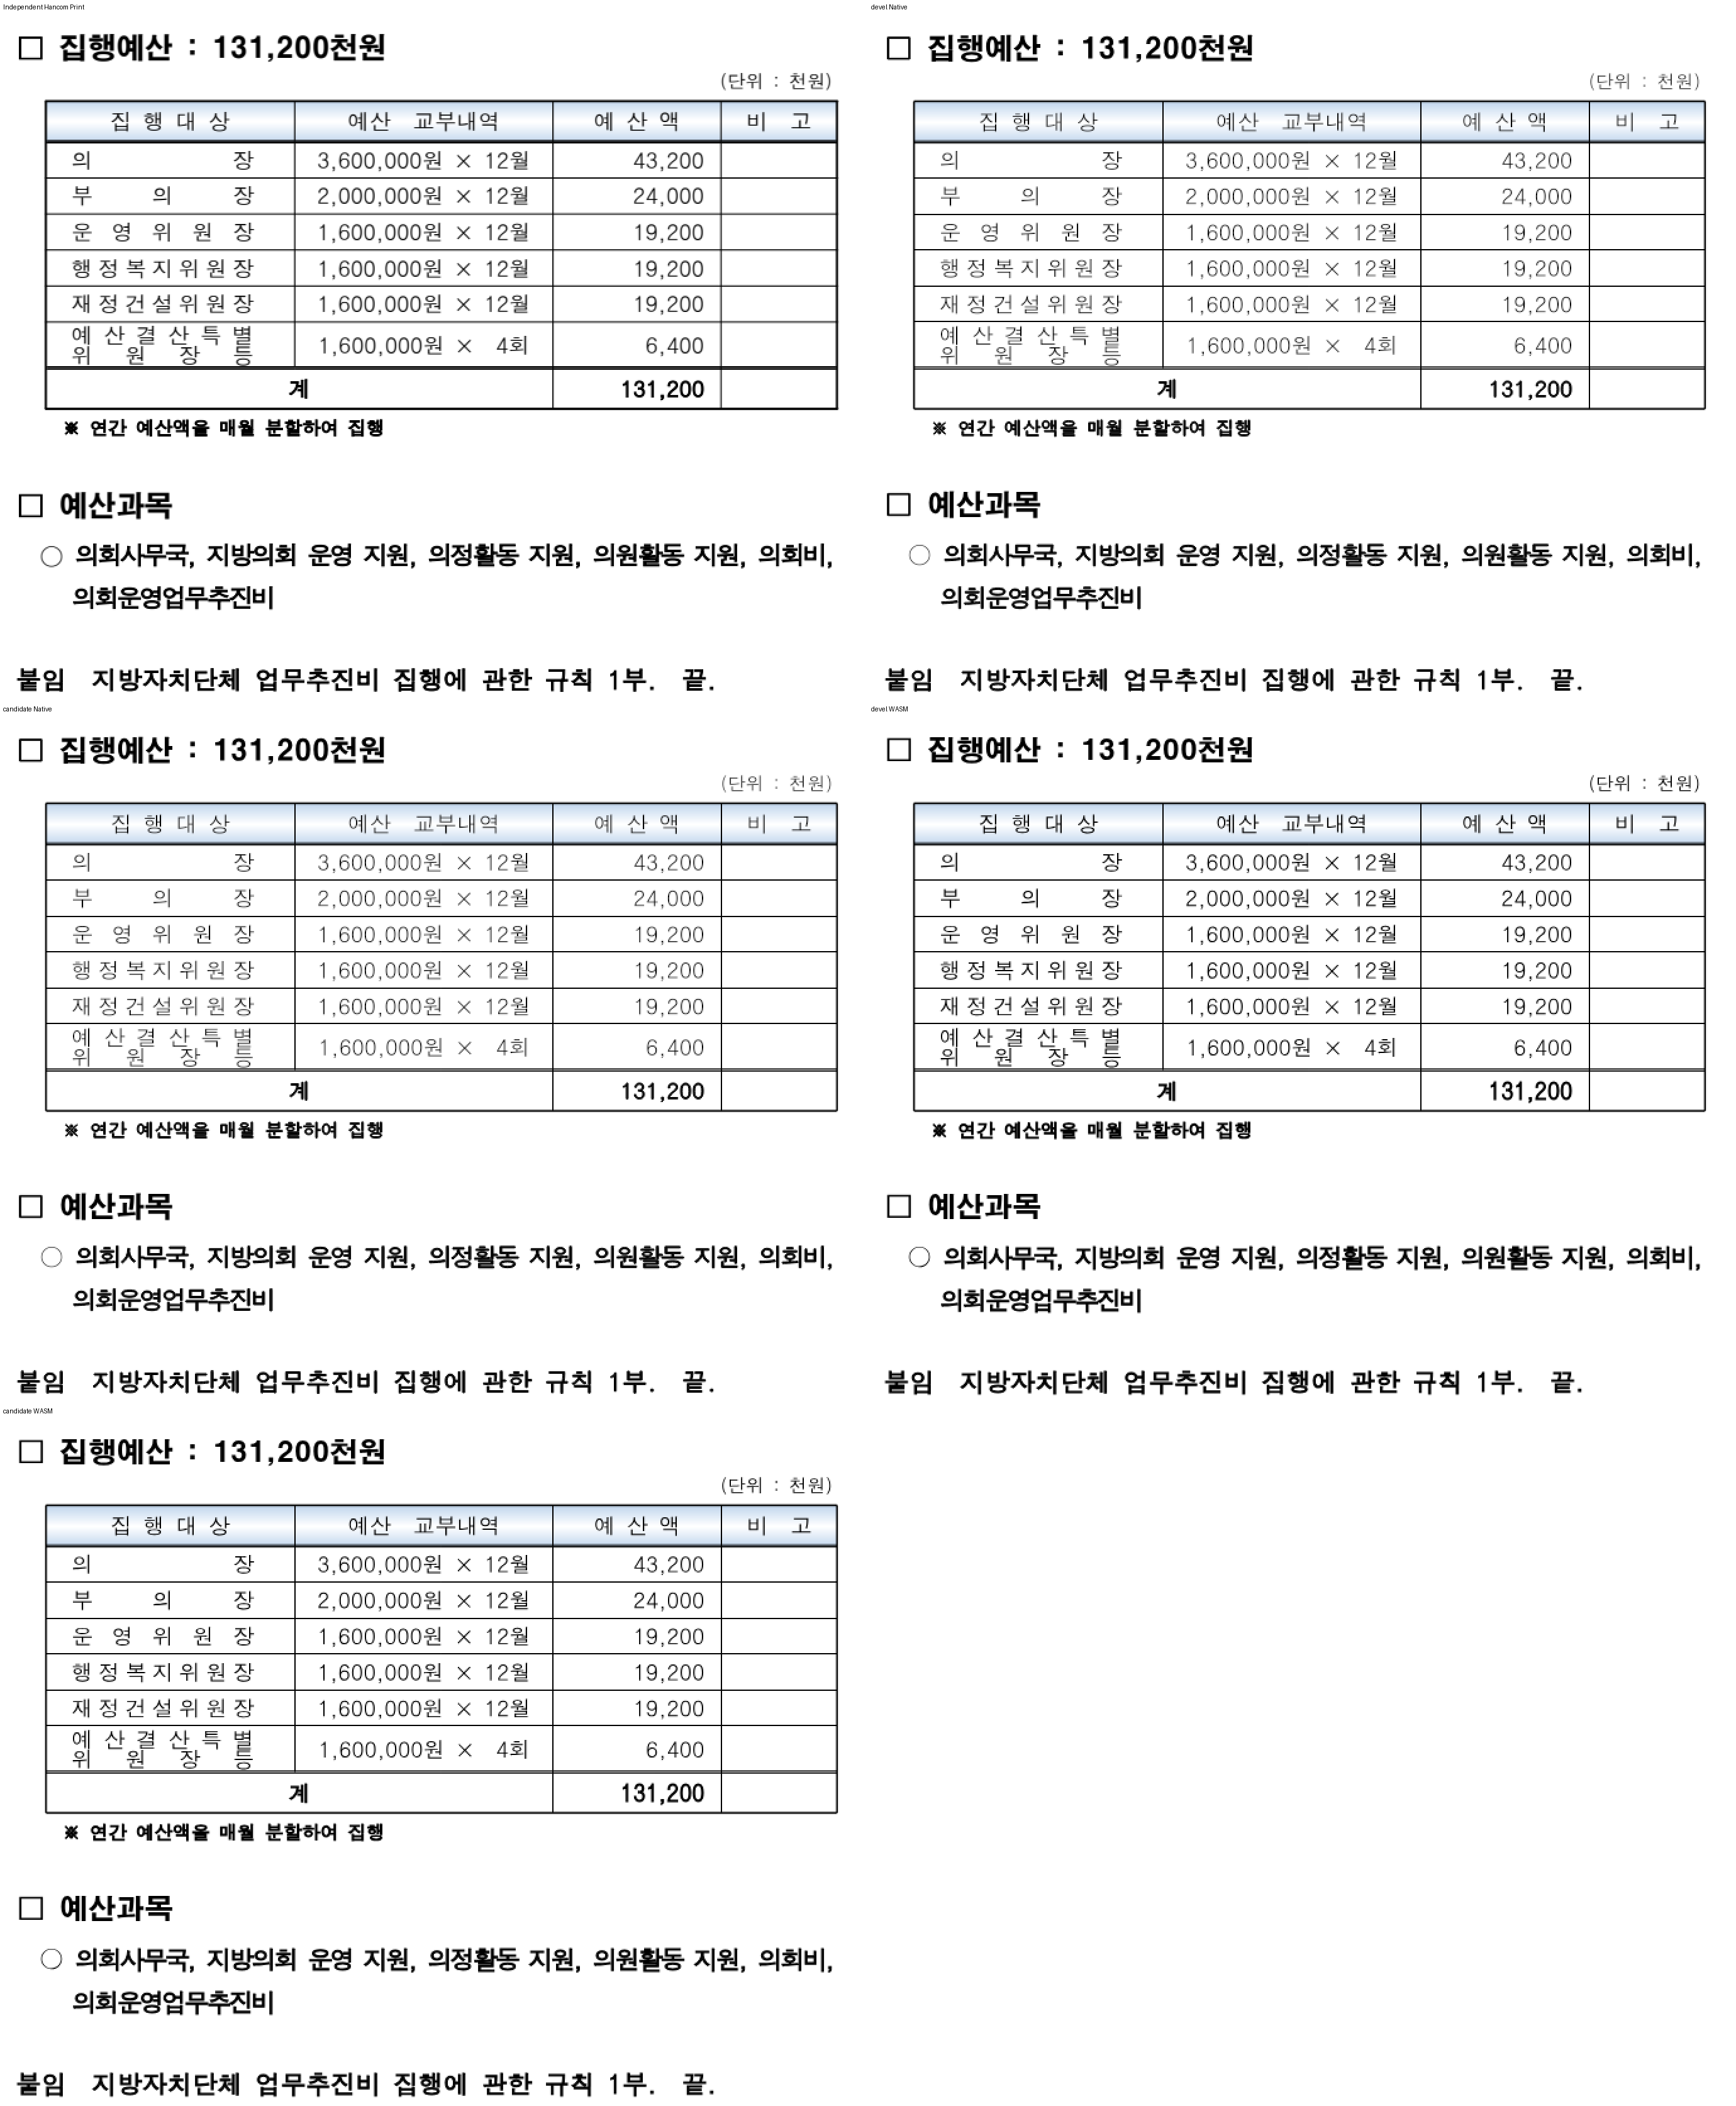 Independent Hancom Print
□ 집행예산 : 131,200천원
(단위 : 천원)
집 행 대 상 예산 교부내역 예 산 액 비 고
의 장 3,600,000원 × 12월 43,200
부 의 장 2,000,000원 × 12월 24,000
운 영 위 원 장 1,600,000원 × 12월 19,200
행정복지위원장 1,600,000원 × 12월 19,200
재정건설위원장 1,600,000원 × 12월 19,200
예 산 결 산 특 별
위 원 장 등 1,600,000원 × 4회 6,400
계 131,200
※ 연간 예산액을 매월 분할하여 집행
□ 예산과목
○ 의회사무국, 지방의회 운영 지원, 의정활동 지원, 의원활동 지원, 의회비,
의회운영업무추진비
붙임 지방자치단체 업무추진비 집행에 관한 규칙 1부. 끝.
devel Native
□ 집행예산 : 131,200천원
(단위 : 천원)
집 행 대 상 예산 교부내역 예 산 액 비 고
의 장 3,600,000원 × 12월 43,200
부 의 장 2,000,000원 × 12월 24,000
운 영 위 원 장 1,600,000원 × 12월 19,200
행정복지위원장 1,600,000원 × 12월 19,200
재정건설위원장 1,600,000원 × 12월 19,200
예 산 결 산 특 별
위 원 장 등 1,600,000원 × 4회 6,400
계 131,200
※ 연간 예산액을 매월 분할하여 집행
□ 예산과목
○ 의회사무국, 지방의회 운영 지원, 의정활동 지원, 의원활동 지원, 의회비,
의회운영업무추진비
붙임 지방자치단체 업무추진비 집행에 관한 규칙 1부. 끝.
candidate Native
□ 집행예산 : 131,200천원
(단위 : 천원)
집 행 대 상 예산 교부내역 예 산 액 비 고
의 장 3,600,000원 × 12월 43,200
부 의 장 2,000,000원 × 12월 24,000
운 영 위 원 장 1,600,000원 × 12월 19,200
행정복지위원장 1,600,000원 × 12월 19,200
재정건설위원장 1,600,000원 × 12월 19,200
예 산 결 산 특 별
위 원 장 등 1,600,000원 × 4회 6,400
계 131,200
※ 연간 예산액을 매월 분할하여 집행
□ 예산과목
○ 의회사무국, 지방의회 운영 지원, 의정활동 지원, 의원활동 지원, 의회비,
의회운영업무추진비
붙임 지방자치단체 업무추진비 집행에 관한 규칙 1부. 끝.
devel WASM
□ 집행예산 : 131,200천원
(단위 : 천원)
집 행 대 상 예산 교부내역 예 산 액 비 고
의 장 3,600,000원 × 12월 43,200
부 의 장 2,000,000원 × 12월 24,000
운 영 위 원 장 1,600,000원 × 12월 19,200
행정복지위원장 1,600,000원 × 12월 19,200
재정건설위원장 1,600,000원 × 12월 19,200
예 산 결 산 특 별
위 원 장 등 1,600,000원 × 4회 6,400
계 131,200
※ 연간 예산액을 매월 분할하여 집행
□ 예산과목
○ 의회사무국, 지방의회 운영 지원, 의정활동 지원, 의원활동 지원, 의회비,
의회운영업무추진비
붙임 지방자치단체 업무추진비 집행에 관한 규칙 1부. 끝.
candidate WASM
□ 집행예산 : 131,200천원
(단위 : 천원)
집 행 대 상 예산 교부내역 예 산 액 비 고
의 장 3,600,000원 × 12월 43,200
부 의 장 2,000,000원 × 12월 24,000
운 영 위 원 장 1,600,000원 × 12월 19,200
행정복지위원장 1,600,000원 × 12월 19,200
재정건설위원장 1,600,000원 × 12월 19,200
예 산 결 산 특 별
위 원 장 등 1,600,000원 × 4회 6,400
계 131,200
※ 연간 예산액을 매월 분할하여 집행
□ 예산과목
○ 의회사무국, 지방의회 운영 지원, 의정활동 지원, 의원활동 지원, 의회비,
의회운영업무추진비
붙임 지방자치단체 업무추진비 집행에 관한 규칙 1부. 끝.